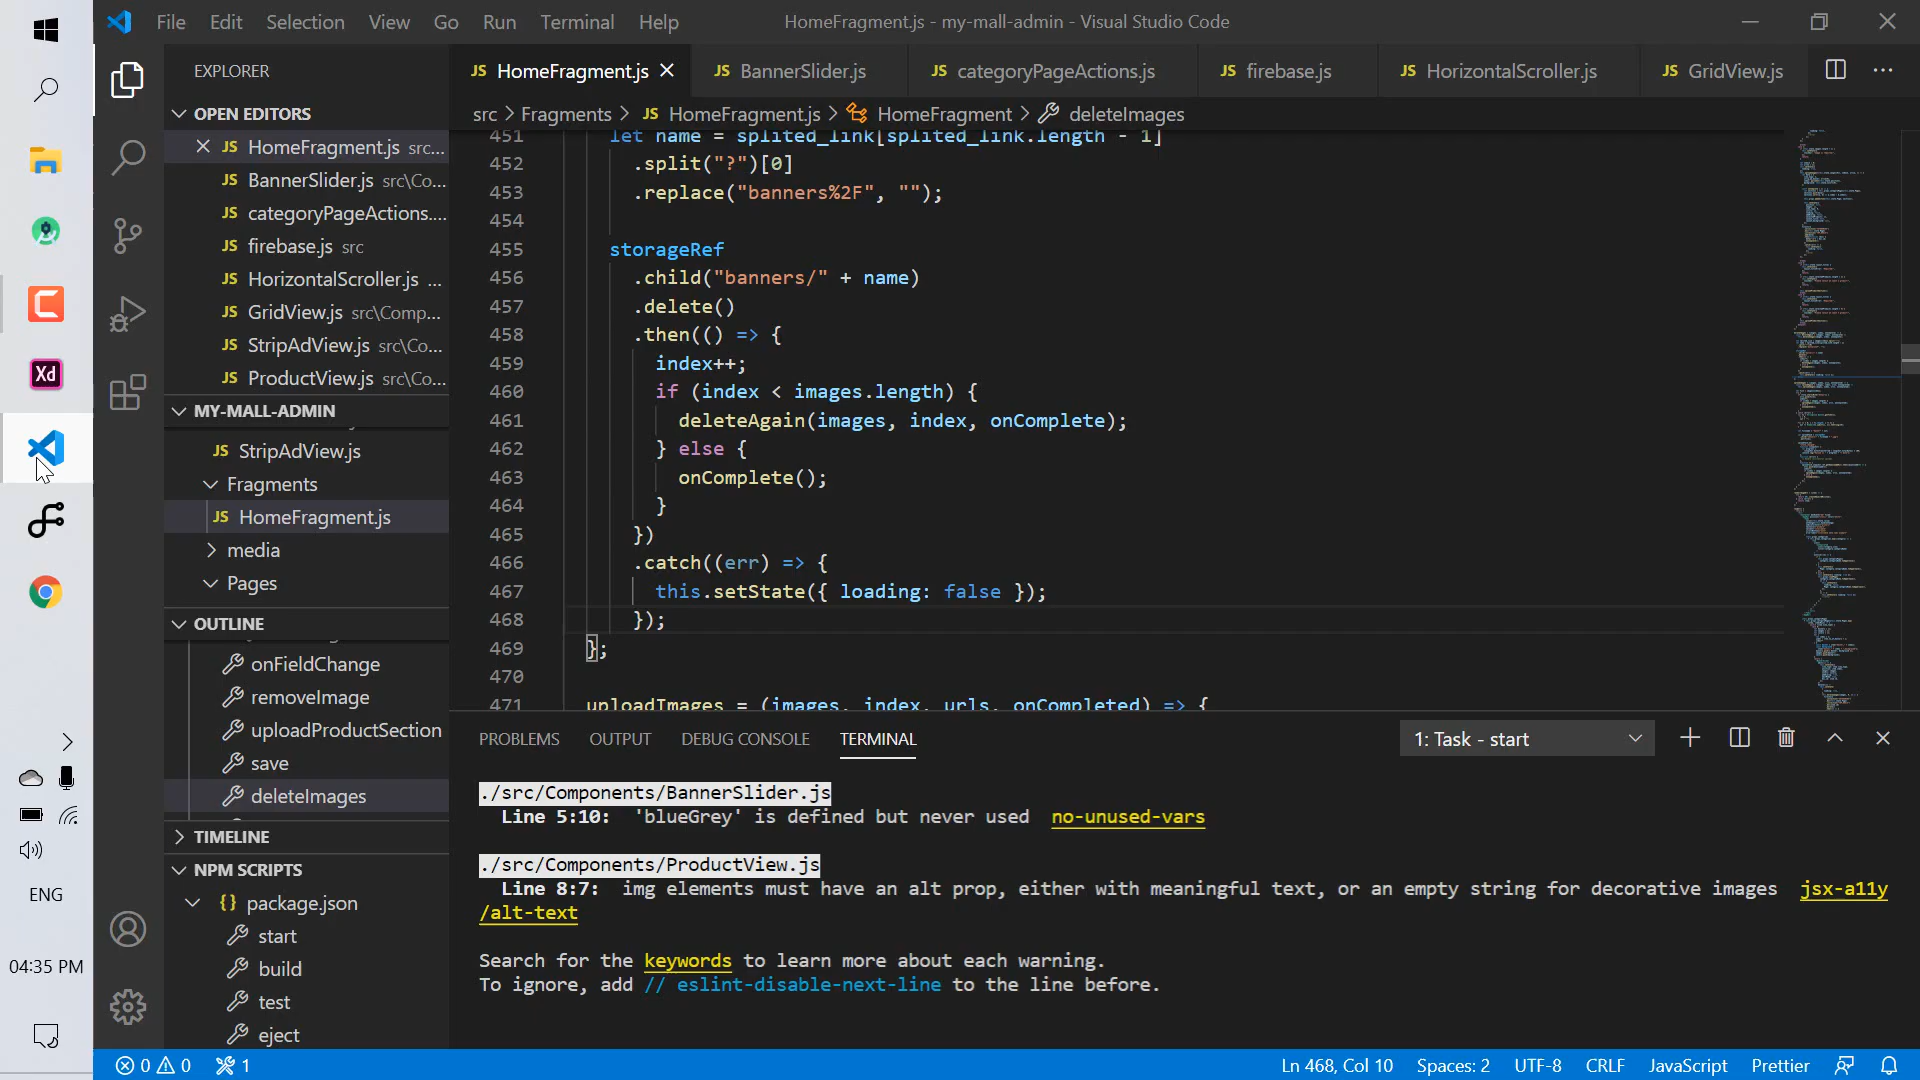 File Edit Selection View Go Run Terminal Help
HomeFragment.js - my-mall-admin - Visual Studio Code
EXPLORER
JS HomeFragment.js
JS BannerSlider.js
JS categoryPageActions.js
JS firebase.js
JS HorizontalScroller.js
JS GridView.js
OPEN EDITORS
JS HomeFragment.js src...
JS BannerSlider.js src\Co...
JS categoryPageActions....
JS firebase.js src
JS HorizontalScroller.js ...
JS GridView.js src\Comp...
JS StripAdView.js src\Co...
JS ProductView.js src\Co...
MY-MALL-ADMIN
JS StripAdView.js
Fragments
JS HomeFragment.js
media
Pages
OUTLINE
onFieldChange
removeImage
uploadProductSection
save
deleteImages
TIMELINE
NPM SCRIPTS
{} package.json
start
build
test
eject
src > Fragments > JS HomeFragment.js > HomeFragment > deleteImages
451 let name = splited_link[splited_link.length - 1]
452 .split("?")[0]
453 .replace("banners%2F", "");
454
455 storageRef
456 .child("banners/" + name)
457 .delete()
458 .then(() => {
459 index++;
460 if (index < images.length) {
461 deleteAgain(images, index, onComplete);
462 } else {
463 onComplete();
464 }
465 })
466 .catch((err) => {
467 this.setState({ loading: false });
468 });
469 };
470
471 uploadImages = (images, index, urls, onCompleted) => {
PROBLEMS OUTPUT DEBUG CONSOLE TERMINAL
1: Task - start
./src/Components/BannerSlider.js
Line 5:10: 'blueGrey' is defined but never used no-unused-vars
./src/Components/ProductView.js
Line 8:7: img elements must have an alt prop, either with meaningful text, or an empty string for decorative images jsx-a11y
/alt-text
Search for the keywords to learn more about each warning.
To ignore, add // eslint-disable-next-line to the line before.
Xd
ENG
04:35 PM
0 0 1
Ln 468, Col 10 Spaces: 2 UTF-8 CRLF JavaScript Prettier